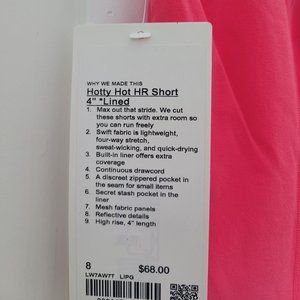 WHY WE MADE THIS
Hotty Hot HR Short
4" *Lined
1. Max out that stride. We cut
these shorts with extra room so
you can run freely
2. Swift fabric is lightweight,
four-way stretch,
sweat-wicking, and quick-drying
3. Built-in liner offers extra
coverage
4. Continuous drawcord
5. A discreet zippered pocket in
the seam for small items
6. Secret stash pocket in the
liner
7. Mesh fabric panels
8. Reflective details
9. High rise, 4" length
8 $68.00
LW7AW7T LIPG